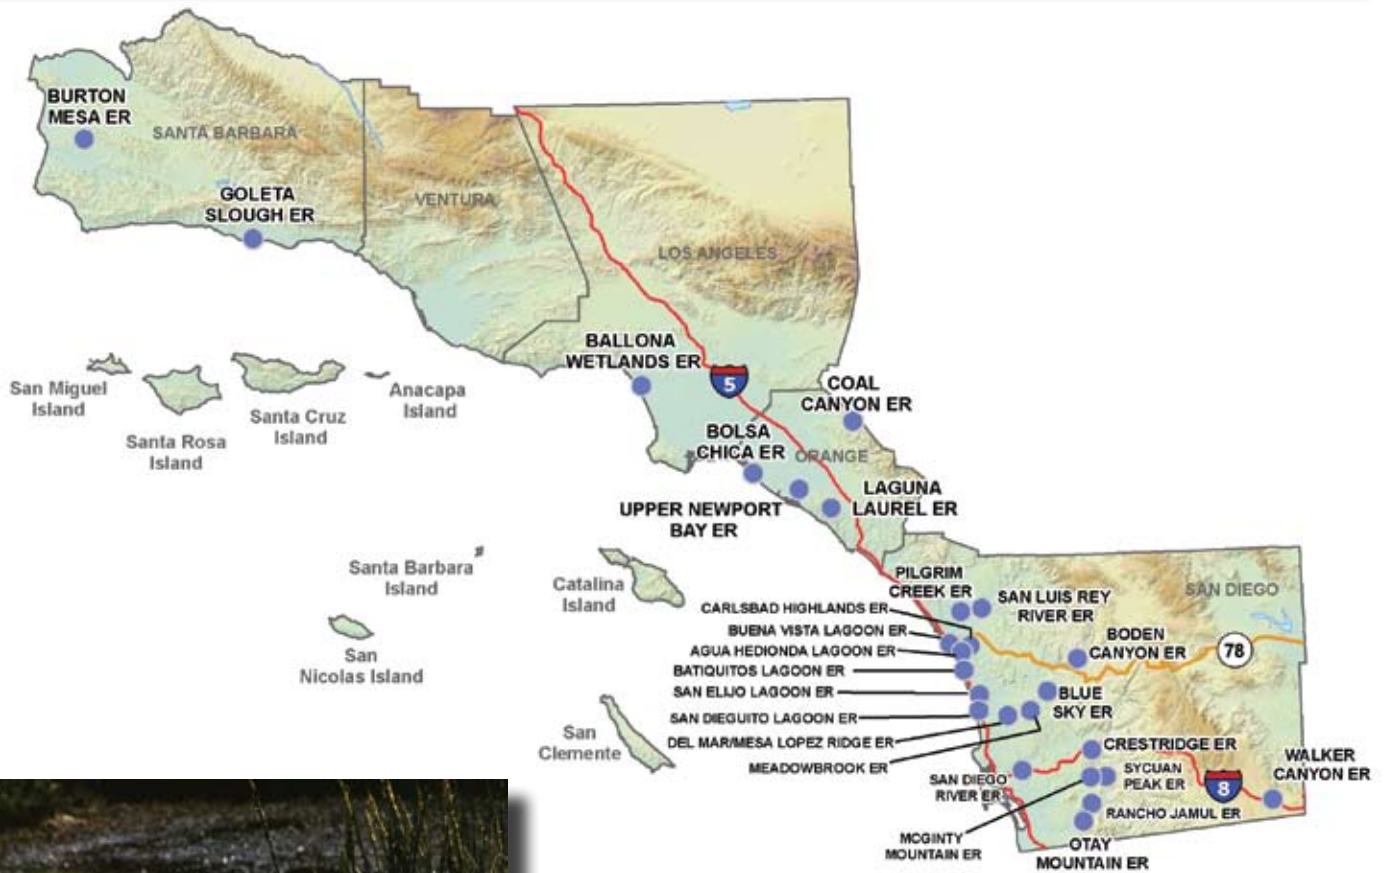 BURTON
MESA ER
SANTA BARBARA
GOLETA
SLOUGH ER
VENTURA
LOS ANGELES
BALLONA
WETLANDS ER
5
COAL
CANYON ER
San Miguel
Island
Santa Rosa
Island
Santa Cruz
Island
Anacapa
Island
BOLSA
CHICA ER
ORANGE
LAGUNA
LAUREL ER
UPPER NEWPORT
BAY ER
Santa Barbara
Island
Catalina
Island
San
Nicolas Island
San
Clemente
PILGRIM
CREEK ER
SAN LUIS REY
RIVER ER
SAN DIEGO
CARLSBAD HIGHLANDS ER
BUENA VISTA LAGOON ER
AGUA HEDIONDA LAGOON ER
BATIQUITOS LAGOON ER
SAN ELIJO LAGOON ER
SAN DIEGUITO LAGOON ER
DEL MAR/MESA LOPEZ RIDGE ER
MEADOWBROOK ER
BODEN
CANYON ER
78
BLUE
SKY ER
CRESTRIDGE ER
SAN DIEGO
RIVER ER
SYCUAN
PEAK ER
8
WALKER
CANYON ER
RANCHO JAMUL ER
MCGINTY
MOUNTAIN ER
OTAY
MOUNTAIN ER